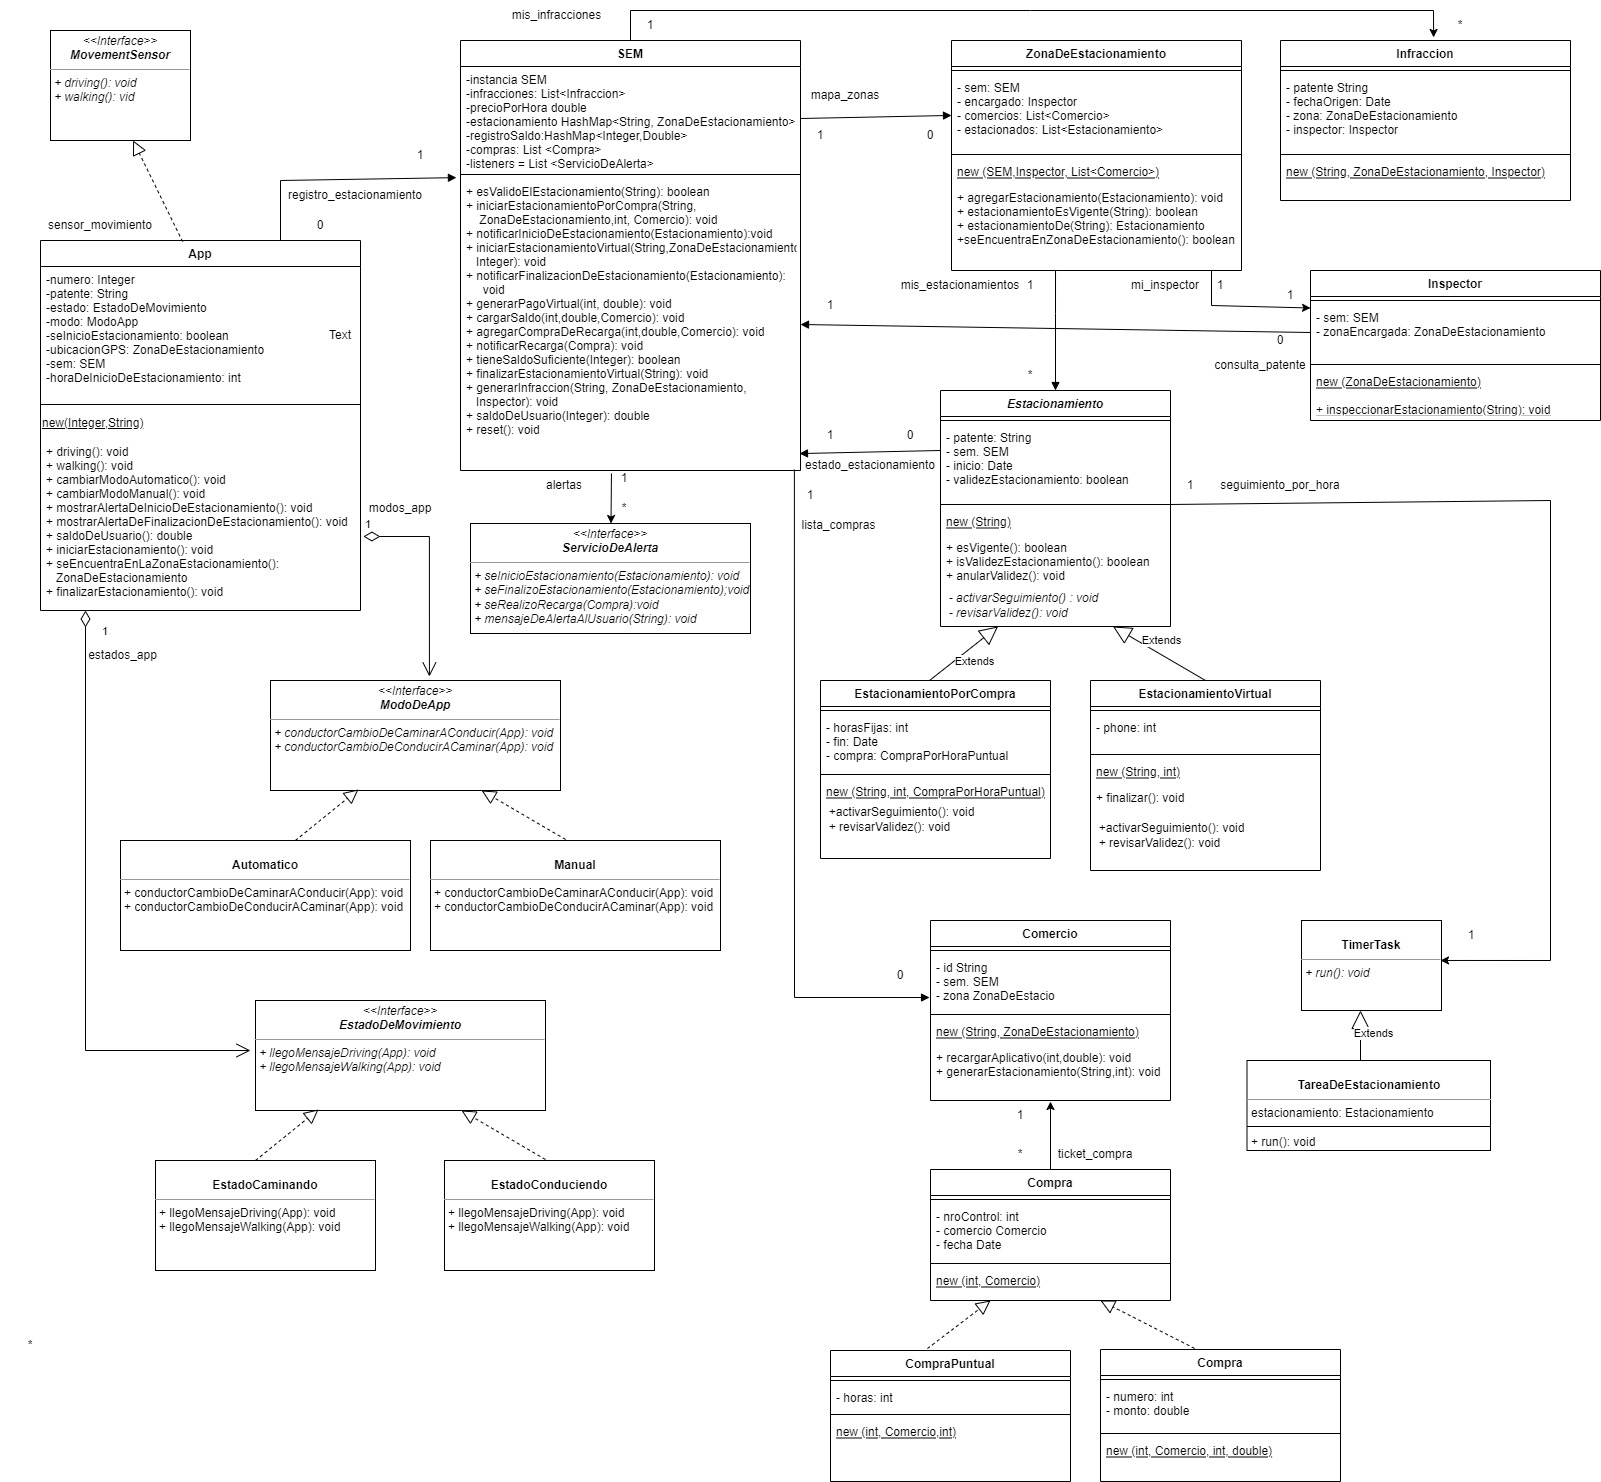 mis_infracciones
1
*
<<Interface>>
MovementSensor
+ driving(): void
+ walking(): vid
SEM
-instancia SEM
-infracciones: List<Infraccion>
-precioPorHora double
-estacionamiento HashMap<String, ZonaDeEstacionamiento>
-registroSaldo:HashMap<Integer,Double>
-compras: List <Compra>
-listeners = List <ServicioDeAlerta>
+ esValidoElEstacionamiento(String): boolean
+ iniciarEstacionamientoPorCompra(String,
ZonaDeEstacionamiento,int, Comercio): void
+ notificarInicioDeEstacionamiento(Estacionamiento):void
+ iniciarEstacionamientoVirtual(String,ZonaDeEstacionamiento
Integer): void
+ notificarFinalizacionDeEstacionamiento(Estacionamiento):
void
+ generarPagoVirtual(int, double): void
+ cargarSaldo(int,double,Comercio): void
+ agregarCompraDeRecarga(int,double,Comercio): void
+ notificarRecarga(Compra): void
+ tieneSaldoSuficiente(Integer): boolean
+ finalizarEstacionamientoVirtual(String): void
+ generarInfraccion(String, ZonaDeEstacionamiento,
Inspector): void
+ saldoDeUsuario(Integer): double
+ reset(): void
mapa_zonas
1
0
ZonaDeEstacionamiento
- sem: SEM
- encargado: Inspector
- comercios: List<Comercio>
- estacionados: List<Estacionamiento>
new (SEM,Inspector, List<Comercio>)
+ agregarEstacionamiento(Estacionamiento): void
+ estacionamientoEsVigente(String): boolean
+ estacionamientoDe(String): Estacionamiento
+seEncuentraEnZonaDeEstacionamiento(): boolean
Infraccion
- patente String
- fechaOrigen: Date
- zona: ZonaDeEstacionamiento
- inspector: Inspector
new (String, ZonaDeEstacionamiento, Inspector)
1
registro_estacionamiento
0
sensor_movimiento
App
-numero: Integer
-patente: String
-estado: EstadoDeMovimiento
-modo: ModoApp
-seInicioEstacionamiento: boolean
Text
-ubicacionGPS: ZonaDeEstacionamiento
-sem: SEM
-horaDeInicioDeEstacionamiento: int
new(Integer,String)
+ driving(): void
+ walking(): void
+ cambiarModoAutomatico(): void
+ cambiarModoManual(): void
+ mostrarAlertaDeInicioDeEstacionamiento(): void
+ mostrarAlertaDeFinalizacionDeEstacionamiento(): void
+ saldoDeUsuario(): double
+ iniciarEstacionamiento(): void
+ seEncuentraEnLaZonaEstacionamiento():
ZonaDeEstacionamiento
+ finalizarEstacionamiento(): void
mis_estacionamientos
1
*
mi_inspector
1
1
Inspector
- sem: SEM
- zonaEncargada: ZonaDeEstacionamiento
new (ZonaDeEstacionamiento)
+ inspeccionarEstacionamiento(String): void
1
0
consulta_patente
Estacionamiento
- patente: String
- sem. SEM
- inicio: Date
- validezEstacionamiento: boolean
new (String)
+ esVigente(): boolean
+ isValidezEstacionamiento(): boolean
+ anularValidez(): void
- activarSeguimiento() : void
- revisarValidez(): void
1
0
estado_estacionamiento
1
lista_compras
0
1
seguimiento_por_hora
1
alertas
1
*
<<Interface>>
ServicioDeAlerta
+ seInicioEstacionamiento(Estacionamiento): void
+ seFinalizoEstacionamiento(Estacionamiento);void
+ seRealizoRecarga(Compra):void
+ mensajeDeAlertaAlUsuario(String): void
modos_app
1
1
estados_app
Extends
Extends
<<Interface>>
ModoDeApp
+ conductorCambioDeCaminarAConducir(App): void
+ conductorCambioDeConducirACaminar(App): void
EstacionamientoPorCompra
- horasFijas: int
- fin: Date
- compra: CompraPorHoraPuntual
new (String, int, CompraPorHoraPuntual)
+activarSeguimiento(): void
+ revisarValidez(): void
EstacionamientoVirtual
- phone: int
new (String, int)
+ finalizar(): void
+activarSeguimiento(): void
+ revisarValidez(): void
Automatico
+ conductorCambioDeCaminarAConducir(App): void
+ conductorCambioDeConducirACaminar(App): void
Manual
+ conductorCambioDeCaminarAConducir(App): void
+ conductorCambioDeConducirACaminar(App): void
Comercio
- id String
- sem. SEM
- zona ZonaDeEstacio
new (String, ZonaDeEstacionamiento)
+ recargarAplicativo(int,double): void
+ generarEstacionamiento(String,int): void
TimerTask
+ run(): void
Extends
TareaDeEstacionamiento
estacionamiento: Estacionamiento
+ run(): void
<<Interface>>
EstadoDeMovimiento
+ llegoMensajeDriving(App): void
+ llegoMensajeWalking(App): void
EstadoCaminando
+ llegoMensajeDriving(App): void
+ llegoMensajeWalking(App): void
EstadoConduciendo
+ llegoMensajeDriving(App): void
+ llegoMensajeWalking(App): void
1
*
ticket_compra
Compra
- nroControl: int
- comercio Comercio
- fecha Date
new (int, Comercio)
*
CompraPuntual
- horas: int
new (int, Comercio,int)
Compra
- numero: int
- monto: double
new (int, Comercio, int, double)